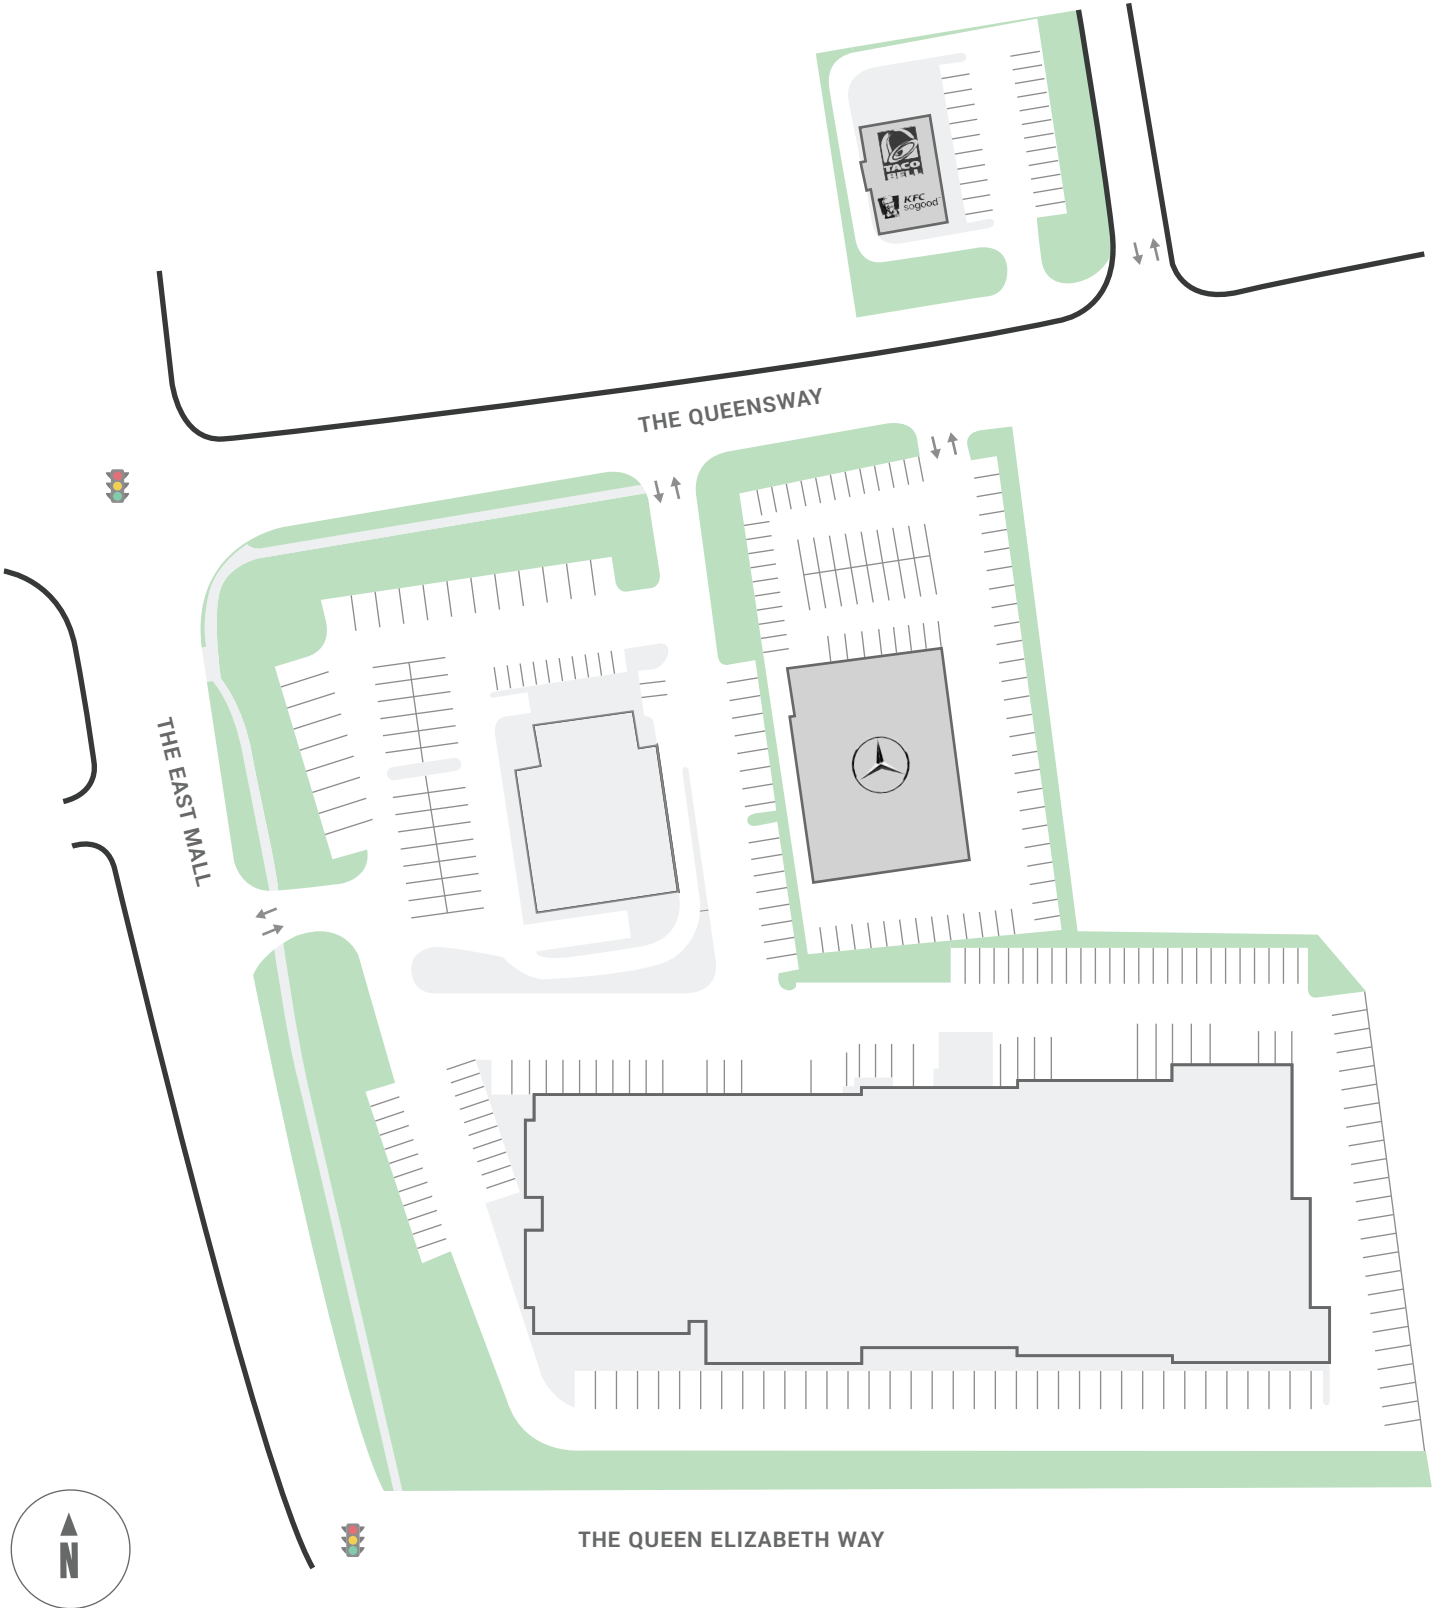 TACO
BELL
KFC
sogood
THE QUEENSWAY
THE EAST MALL
THE QUEEN ELIZABETH WAY
N